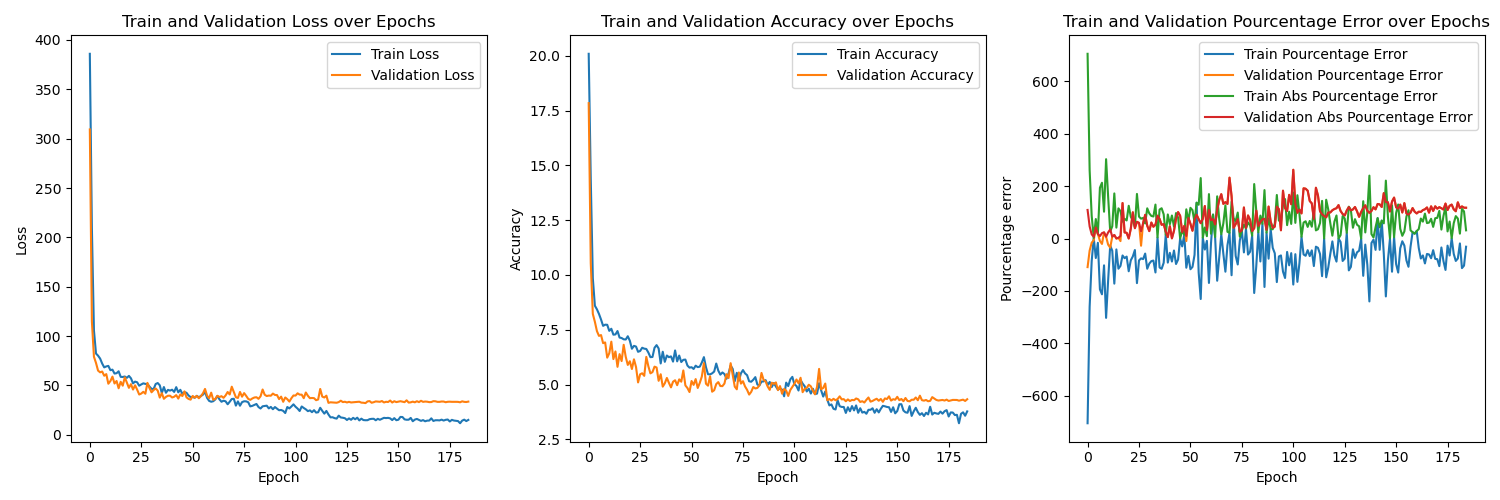 Train and Validation Loss over Epochs
Train Loss
Validation Loss
400
350
300
250
200
150
100
50
0
Loss
0 25 50 75 100 125 150 175
Epoch
Train and Validation Accuracy over Epochs
Train Accuracy
Validation Accuracy
20.0
17.5
15.0
12.5
10.0
7.5
5.0
2.5
Accuracy
0 25 50 75 100 125 150 175
Epoch
Train and Validation Pourcentage Error over Epochs
Train Pourcentage Error
Validation Pourcentage Error
Train Abs Pourcentage Error
Validation Abs Pourcentage Error
600
400
200
0
−200
−400
−600
Pourcentage error
0 25 50 75 100 125 150 175
Epoch